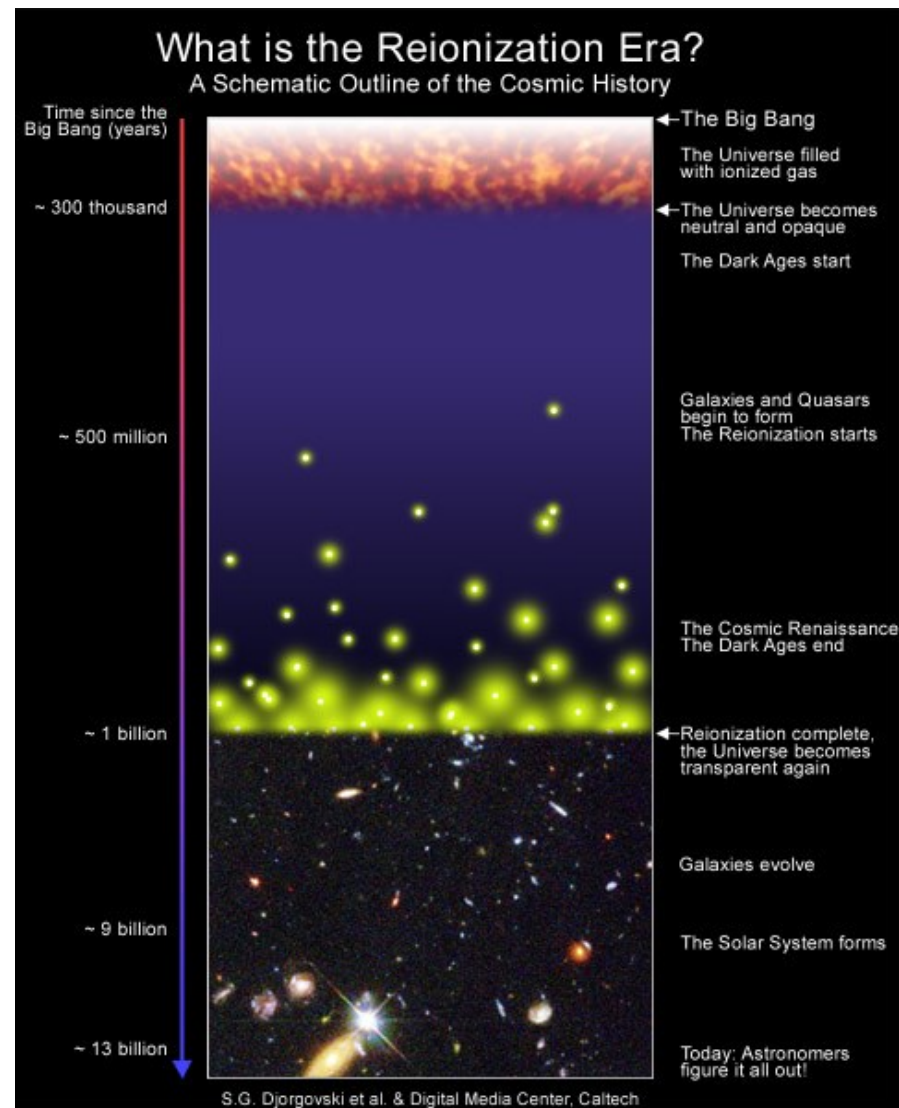 What is the Reionization Era?
A Schematic Outline of the Cosmic History
Time since the
Big Bang (years)
The Big Bang
The Universe filled
with ionized gas
~ 300 thousand
The Universe becomes
neutral and opaque
The Dark Ages start
Galaxies and Quasars
begin to form
The Reionization starts
~ 500 million
The Cosmic Renaissance
The Dark Ages end
~ 1 billion
Reionization complete,
the Universe becomes
transparent again
Galaxies evolve
~ 9 billion
The Solar System forms
~ 13 billion
Today: Astronomers
figure it all out!
S.G. Djorgovski et al. & Digital Media Center, Caltech